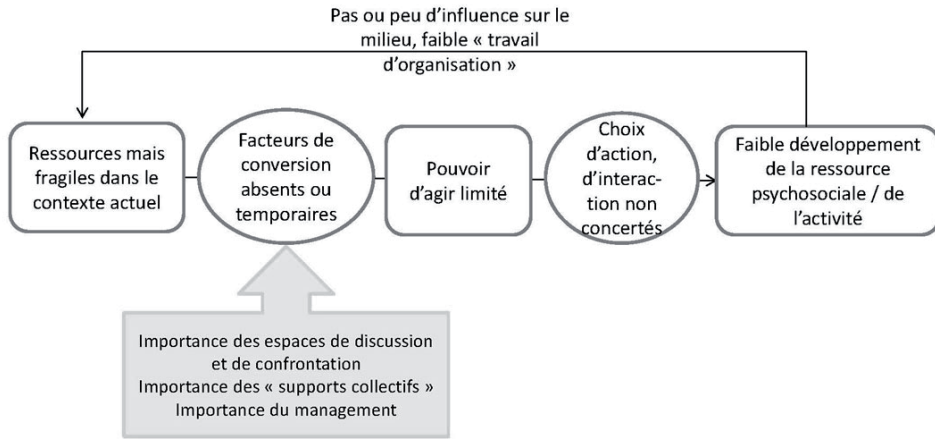 Pas ou peu d'influence sur le
milieu, faible « travail
d'organisation »
Ressources mais
fragiles dans le
contexte actuel
Facteurs de
conversion
absents ou
temporaires
Pouvoir
d'agir limité
Choix
d'action,
d'interac-
tion non
concertés
Faible développement
de la ressource
psychosociale / de
l'activité
Importance des espaces de discussion
et de confrontation
Importance des « supports collectifs »
Importance du management